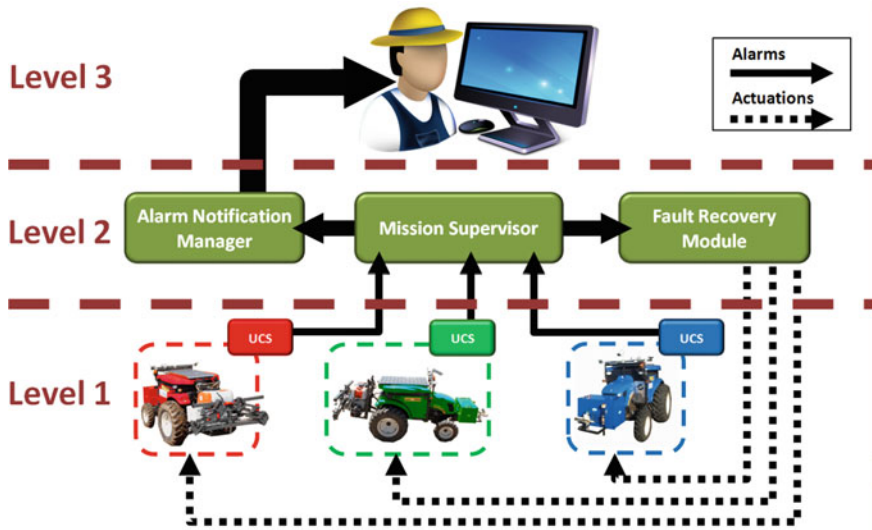 Level 3
Alarms
Actuations
Level 2
Alarm Notification
Manager
Mission Supervisor
Fault Recovery
Module
Level 1
UCS
UCS
UCS